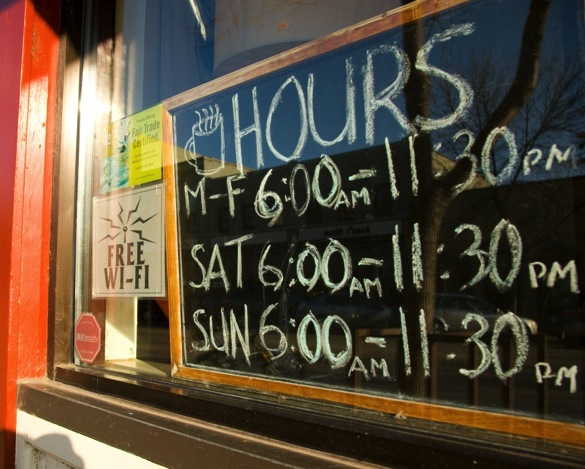 HOURS
M-F 6:00AM-11:30PM
SAT 6:00AM-11:30PM
SUN 6:00AM-11:30PM
Fair Trade
Certified
FREE
WI-FI